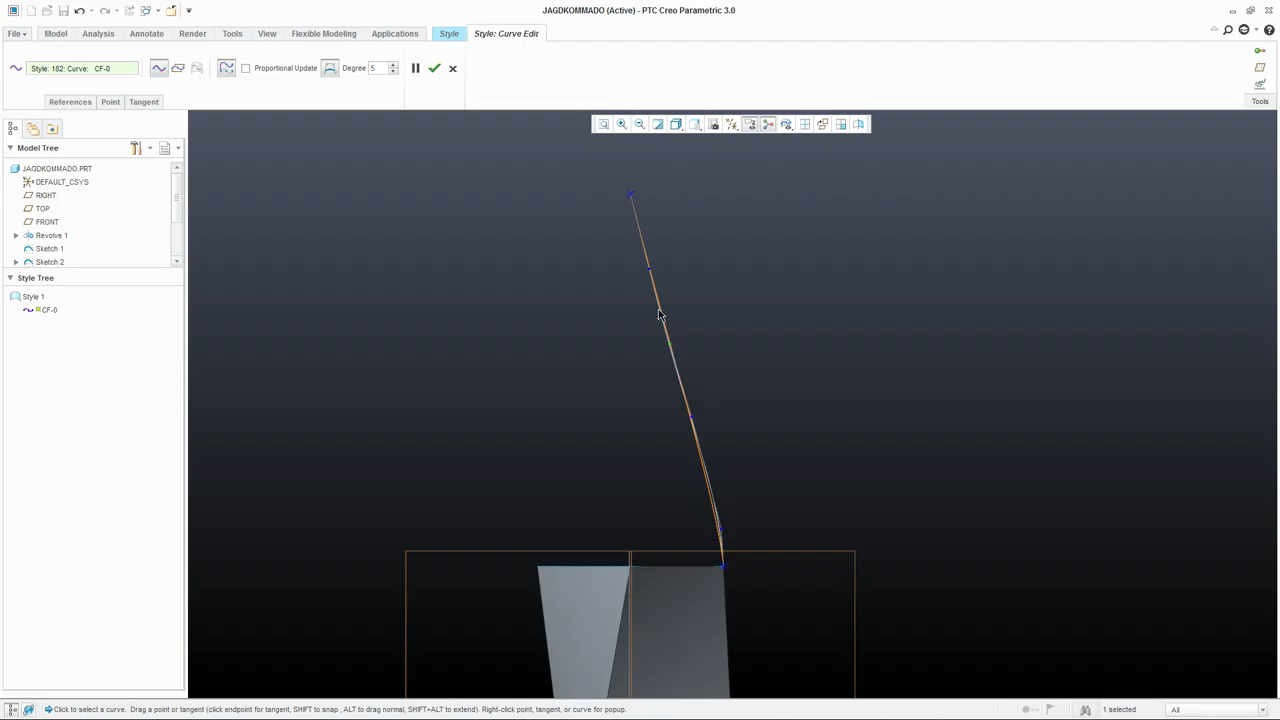 JAGDKOMMADO (Active) - PTC Creo Parametric 3.0
File Model Analysis Annotate Render Tools View Flexible Modeling Applications Style Style: Curve Edit
Style: 182: Curve: CF-0 Proportional Update Degree 5
References Point Tangent Tools
Model Tree
JAGDKOMMADO.PRT
DEFAULT_CSYS
RIGHT
TOP
FRONT
Revolve 1
Sketch 1
Sketch 2
Style Tree
Style 1
CF-0
Click to select a curve. Drag a point or tangent (click endpoint for tangent, SHIFT to snap , ALT to drag normal, SHIFT+ALT to extend). Right-click point, tangent, or curve for popup. 1 selected All